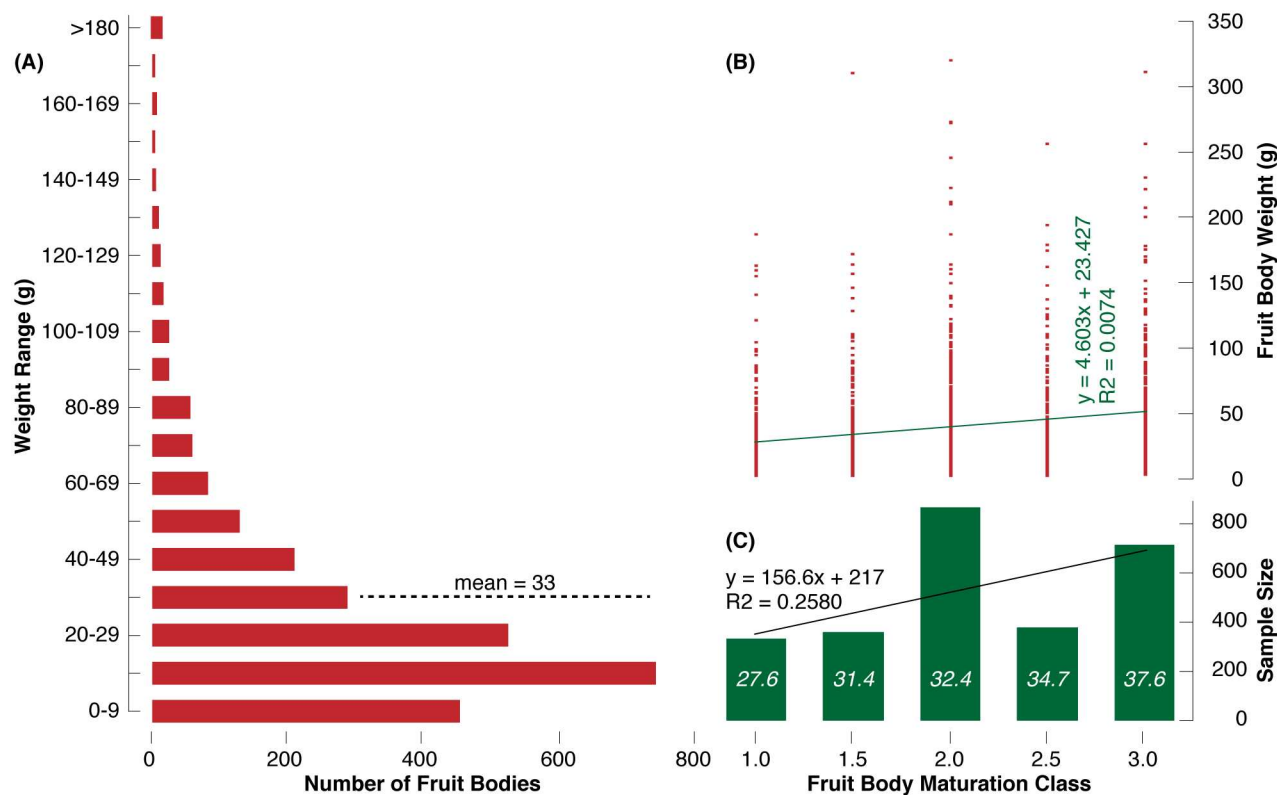 (A)
Weight Range (g)
>180
160-169
140-149
120-129
100-109
80-89
60-69
40-49
20-29
0-9
mean = 33
0 200 400 600 800
Number of Fruit Bodies
(B)
350
300
250
200
150
100
50
0
Fruit Body Weight (g)
y = 4.603x + 23.427
R2 = 0.0074
(C)
y = 156.6x + 217
R2 = 0.2580
27.6 31.4 32.4 34.7 37.6
800
600
400
200
0
Sample Size
1.0 1.5 2.0 2.5 3.0
Fruit Body Maturation Class